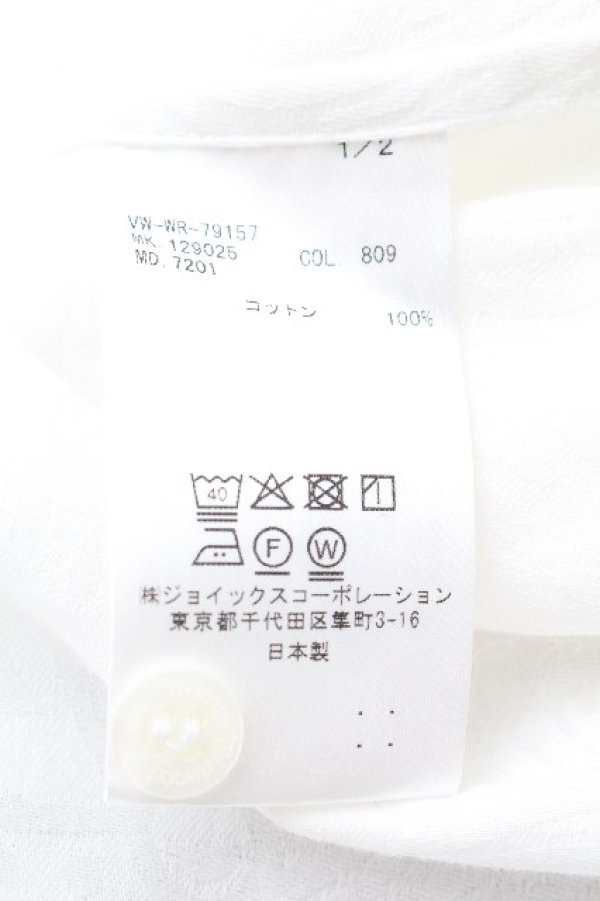 1/2
VW-WR-79157
MK. 129025
MD. 7201
COL. 809
コットン 100%
40
F W
株ジョイックスコーポレーション
東京都千代田区隼町3-16
日本製